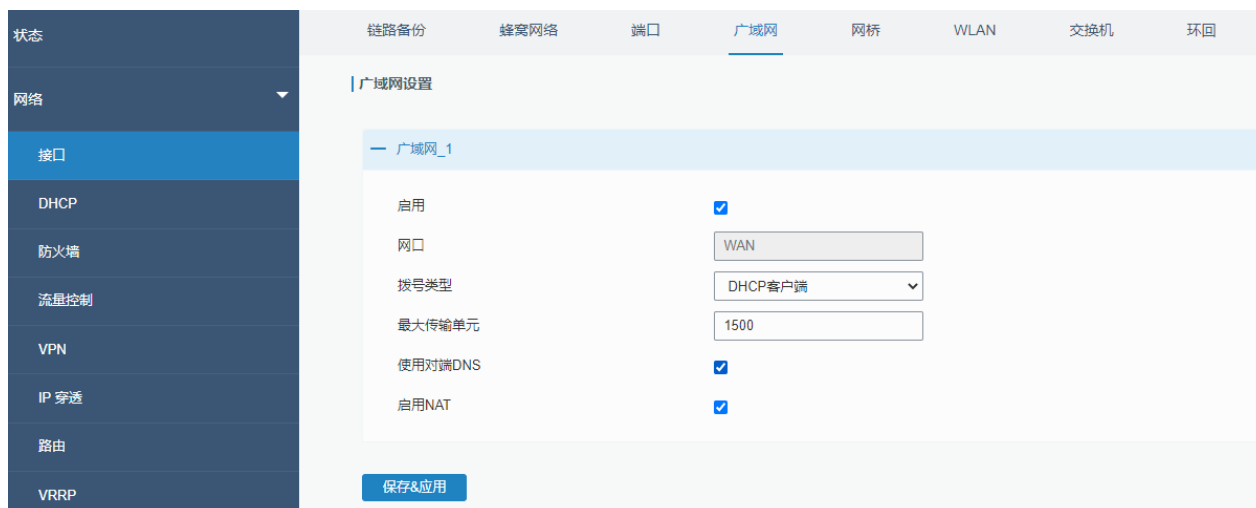 状态
网络
接口
DHCP
防火墙
流量控制
VPN
IP 穿透
路由
VRRP
链路备份 蜂窝网络 端口 广域网 网桥 WLAN 交换机 环回
广域网设置
广域网_1
启用
网口 WAN
拨号类型 DHCP客户端
最大传输单元 1500
使用对端DNS
启用NAT
保存&应用